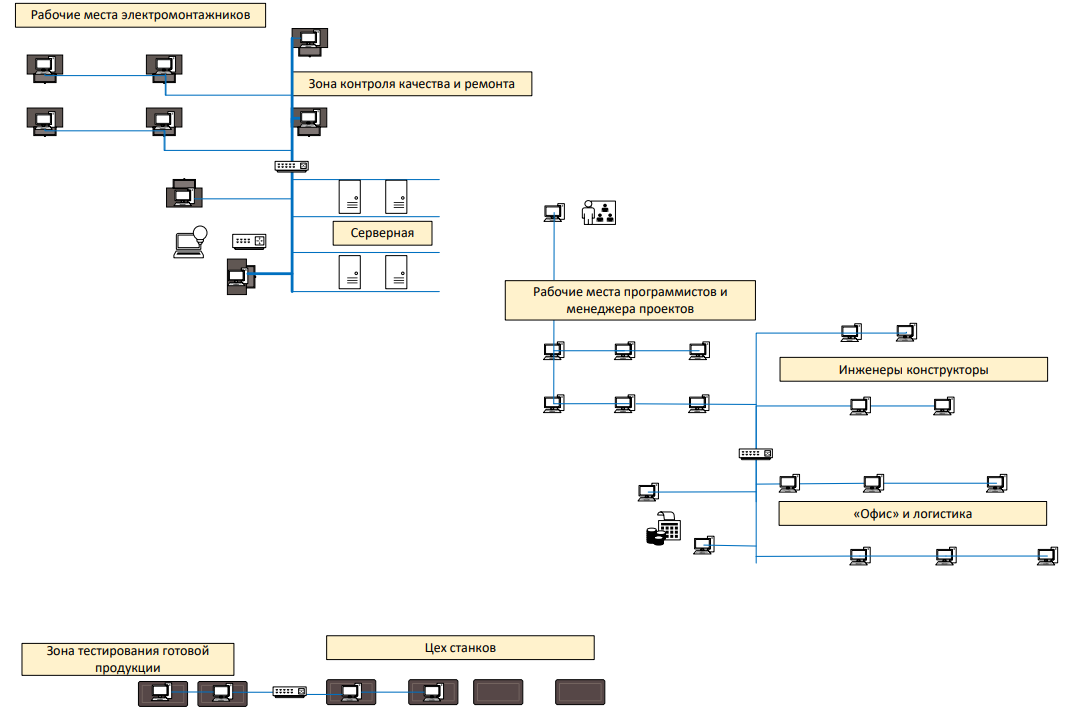 Рабочие места электромонтажников
Зона контроля качества и ремонта
Серверная
Рабочие места программистов и
менеджера проектов
Инженеры конструкторы
«Офис» и логистика
Зона тестирования готовой
продукции
Цех станков